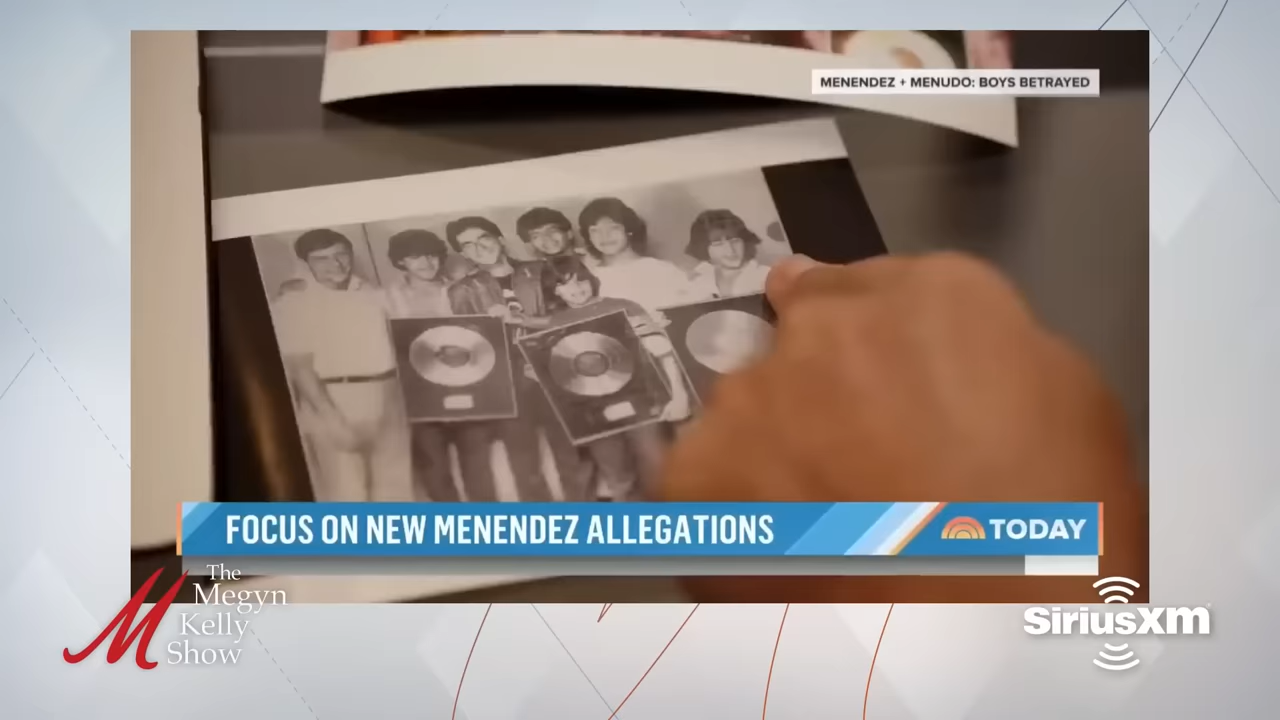 MENENDEZ + MENUDO: BOYS BETRAYED
FOCUS ON NEW MENENDEZ ALLEGATIONS
TODAY
The
Megyn
Kelly
Show
SiriusXM